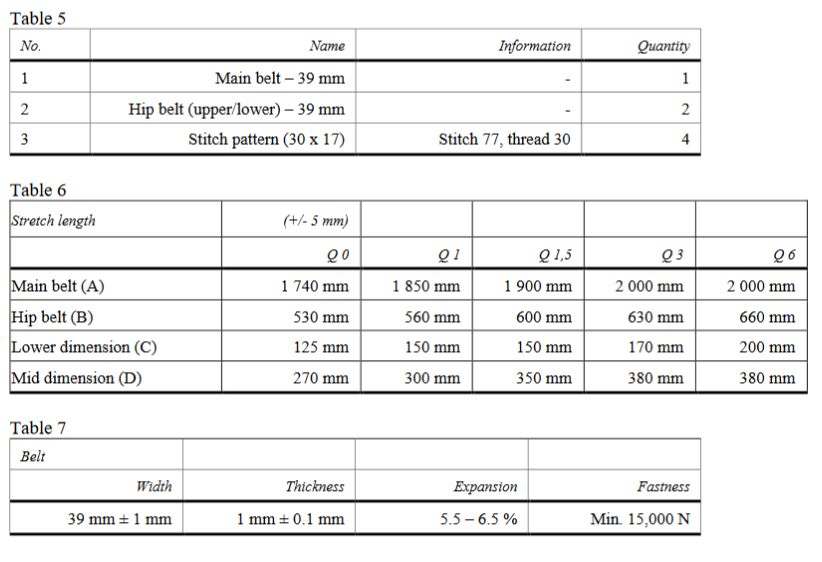 Table 5
No. Name Information Quantity
1 Main belt – 39 mm - 1
2 Hip belt (upper/lower) – 39 mm - 2
3 Stitch pattern (30 x 17) Stitch 77, thread 30 4
Table 6
Stretch length (+/- 5 mm)
Q 0 Q 1 Q 1,5 Q 3 Q 6
Main belt (A) 1 740 mm 1 850 mm 1 900 mm 2 000 mm 2 000 mm
Hip belt (B) 530 mm 560 mm 600 mm 630 mm 660 mm
Lower dimension (C) 125 mm 150 mm 150 mm 170 mm 200 mm
Mid dimension (D) 270 mm 300 mm 350 mm 380 mm 380 mm
Table 7
Belt
Width Thickness Expansion Fastness
39 mm ± 1 mm 1 mm ± 0.1 mm 5.5 – 6.5 % Min. 15,000 N